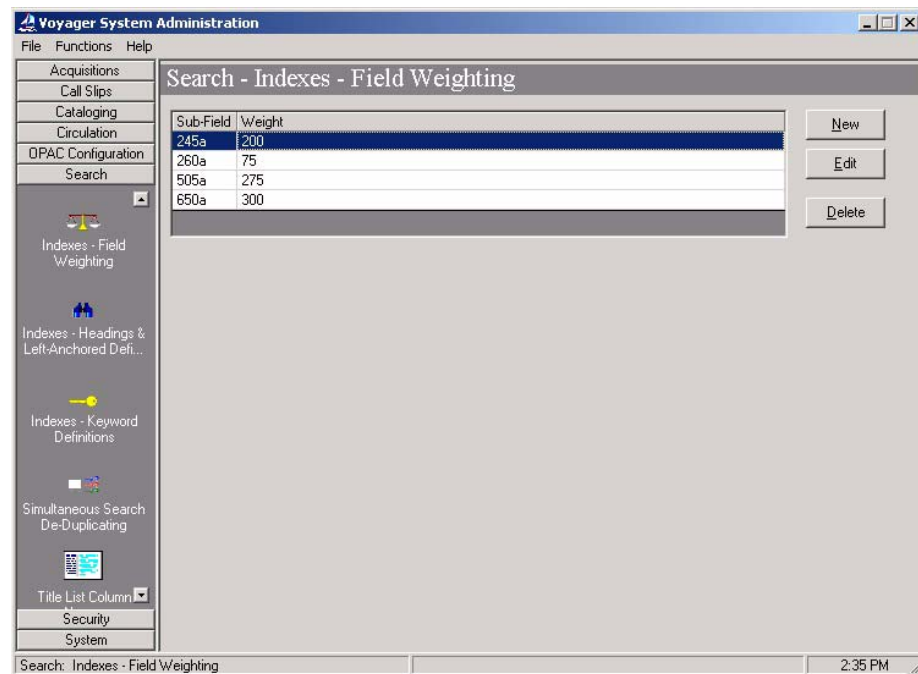 Voyager System Administration
File Functions Help
Acquisitions
Call Slips
Cataloging
Circulation
OPAC Configuration
Search
Indexes - Field
Weighting
Indexes - Headings &
Left-Anchored Defi...
Indexes - Keyword
Definitions
Simultaneous Search
De-Duplicating
Title List Column
Security
System
Search - Indexes - Field Weighting
Sub-Field Weight
245a 200
260a 75
505a 275
650a 300
New
Edit
Delete
Search: Indexes - Field Weighting
2:35 PM